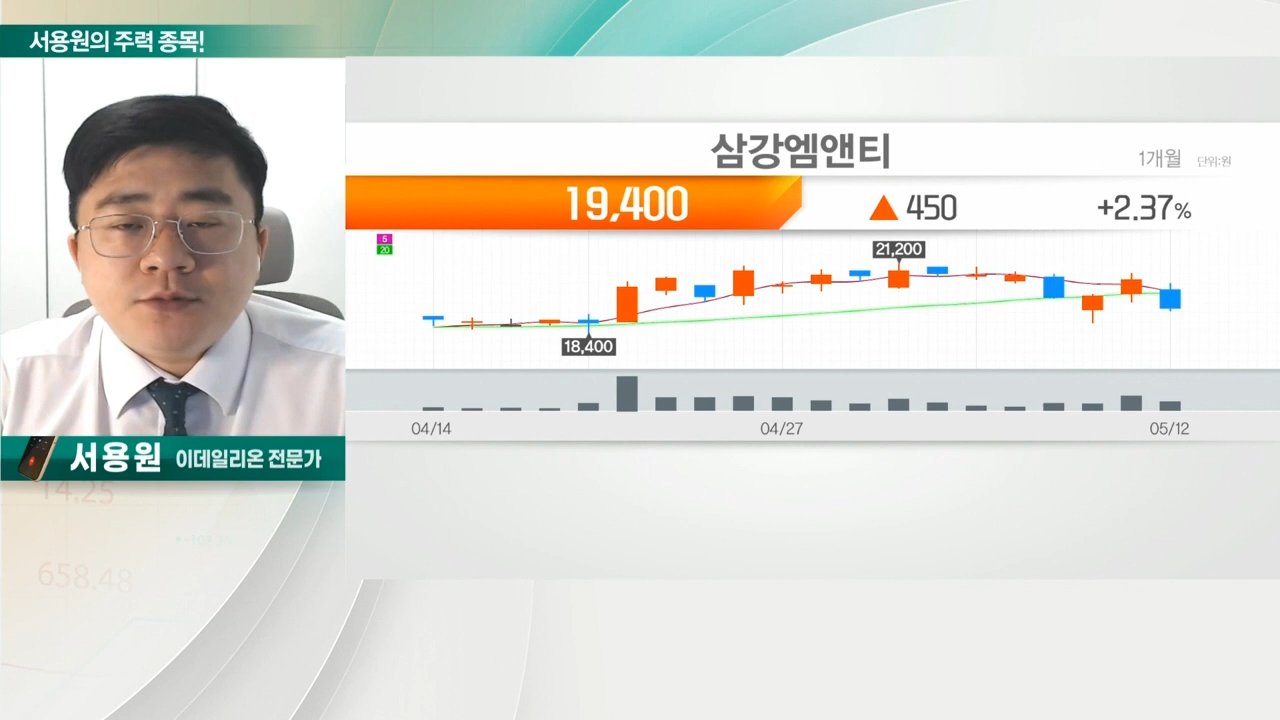 서용원의 주력 종목!
삼강엠앤티
1개월 단위:원
19,400 ▲ 450 +2.37%
5
20
21,200
18,400
04/14 04/27 05/12
서용원 이데일리온 전문가
14.25
658.48